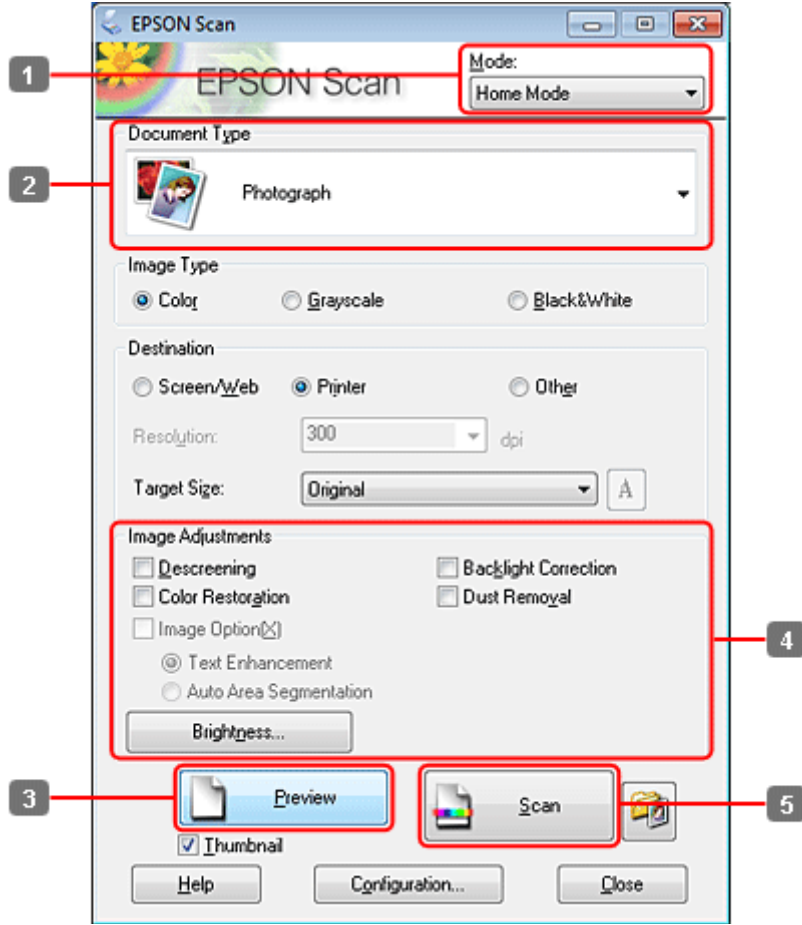 EPSON Scan
1
EPSON Scan
Mode:
Home Mode
Document Type
2
Photograph
Image Type
Color Grayscale Black&White
Destination
Screen/Web Printer Other
Resolution: 300 dpi
Target Size: Original A
Image Adjustments
Descreening Backlight Correction
Color Restoration Dust Removal
Image Option(X)
4
Text Enhancement
Auto Area Segmentation
Brightness...
3
Preview Scan
5
Thumbnail
Help Configuration... Close